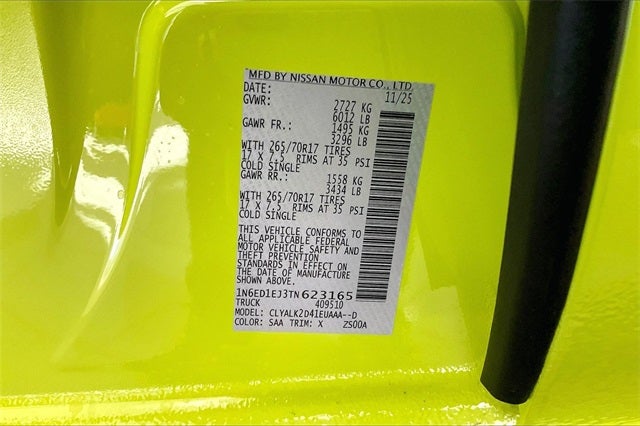 MFD BY NISSAN MOTOR CO., LTD.
DATE: 11/25
GVWR: 2727 KG
6012 LB
GAWR FR.: 1495 KG
3296 LB
WITH 265/70R17 TIRES
17 X 7.5 RIMS AT 35 PSI
COLD SINGLE
GAWR RR.: 1558 KG
3434 LB
WITH 265/70R17 TIRES
17 X 7.5 RIMS AT 35 PSI
COLD SINGLE
THIS VEHICLE CONFORMS TO
ALL APPLICABLE FEDERAL
MOTOR VEHICLE SAFETY AND
THEFT PREVENTION
STANDARDS IN EFFECT ON
THE DATE OF MANUFACTURE
SHOWN ABOVE.
1N6ED1EJ3TN623165
TRUCK 409510
MODEL: CLYALK2D41EUAAA--D
COLOR: SAA TRIM: X ZS00A